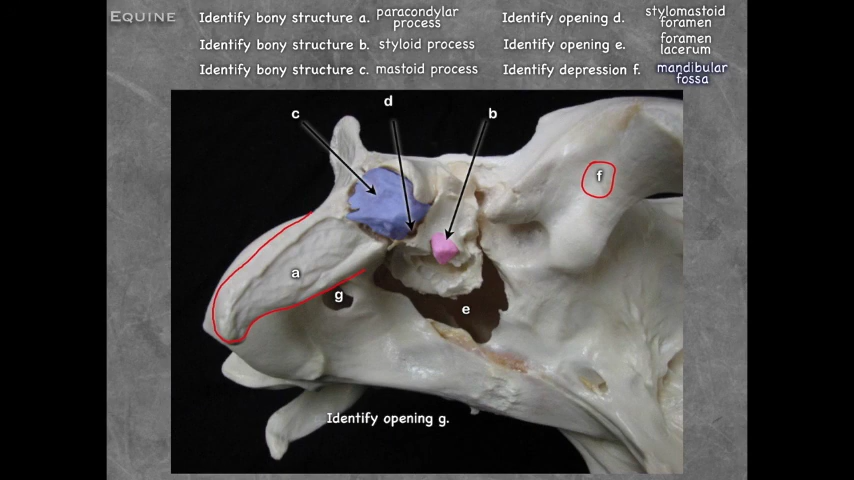 Equine
Identify bony structure a. paracondylar process
Identify bony structure b. styloid process
Identify bony structure c. mastoid process
Identify opening d. stylomastoid foramen
Identify opening e. foramen lacerum
Identify depression f. mandibular fossa
c
d
b
f
a
g
e
Identify opening g.